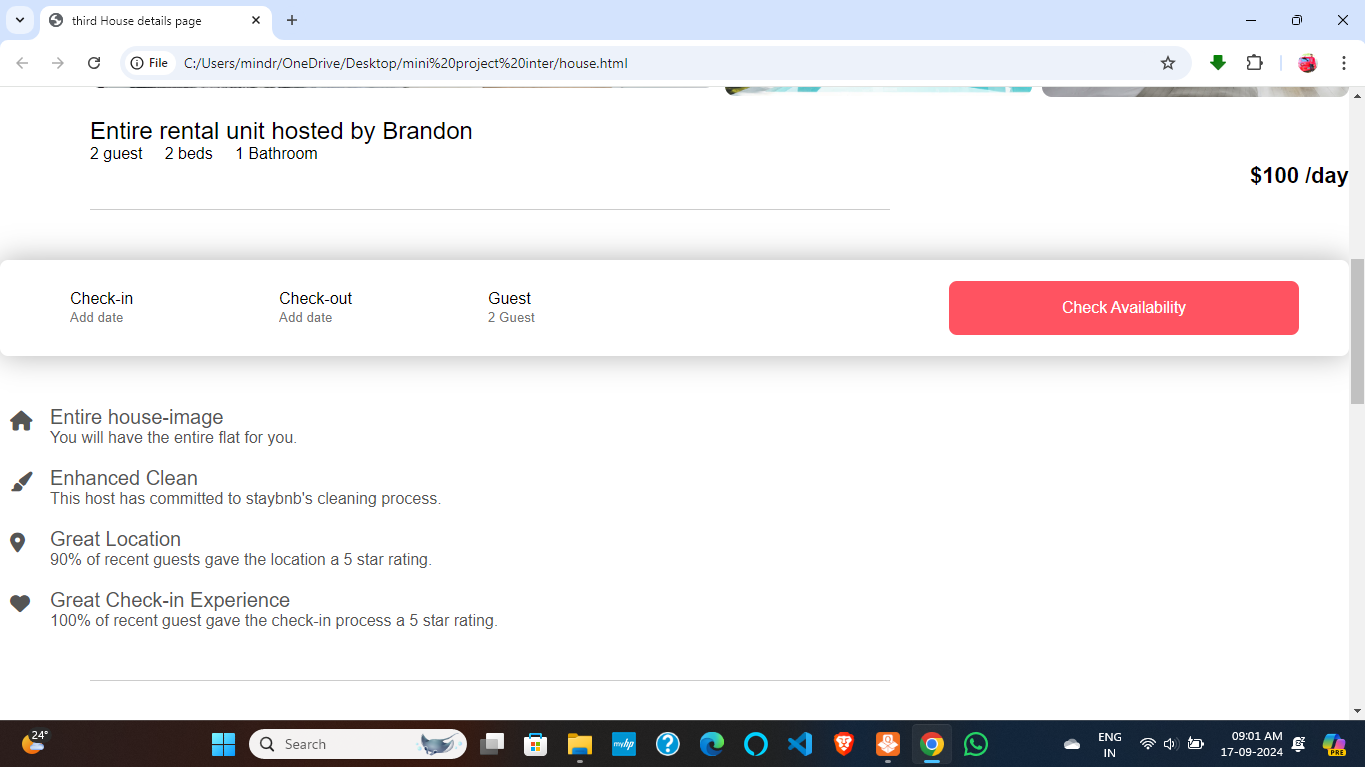 third House details page
File
C:/Users/mindr/OneDrive/Desktop/mini%20project%20inter/house.html
Entire rental unit hosted by Brandon
2 guest 2 beds 1 Bathroom
$100 /day
Check-in Check-out Guest
Add date Add date 2 Guest
Check Availability
Entire house-image
You will have the entire flat for you.
Enhanced Clean
This host has committed to staybnb's cleaning process.
Great Location
90% of recent guests gave the location a 5 star rating.
Great Check-in Experience
100% of recent guest gave the check-in process a 5 star rating.
24°
Search
myhp
ENG
IN
09:01 AM
17-09-2024
PRE